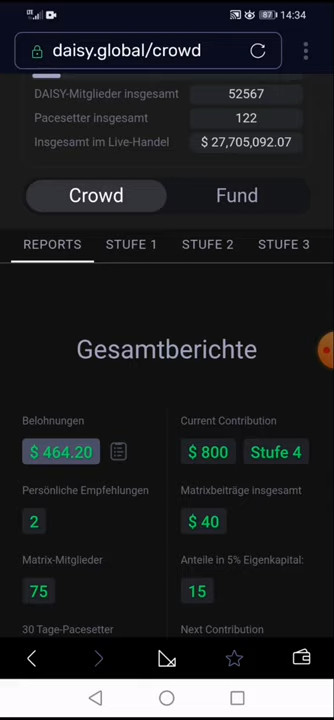 LTE 87 14:34
daisy.global/crowd
DAISY-Mitglieder insgesamt 52567
Pacesetter insgesamt 122
Insgesamt im Live-Handel $ 27,705,092.07
Crowd Fund
REPORTS STUFE 1 STUFE 2 STUFE 3
Gesamtberichte
Belohnungen Current Contribution
$ 464.20 $ 800 Stufe 4
Persönliche Empfehlungen Matrixbeiträge insgesamt
2 $ 40
Matrix-Mitglieder Anteile in 5% Eigenkapital:
75 15
30 Tage-Pacesetter Next Contribution